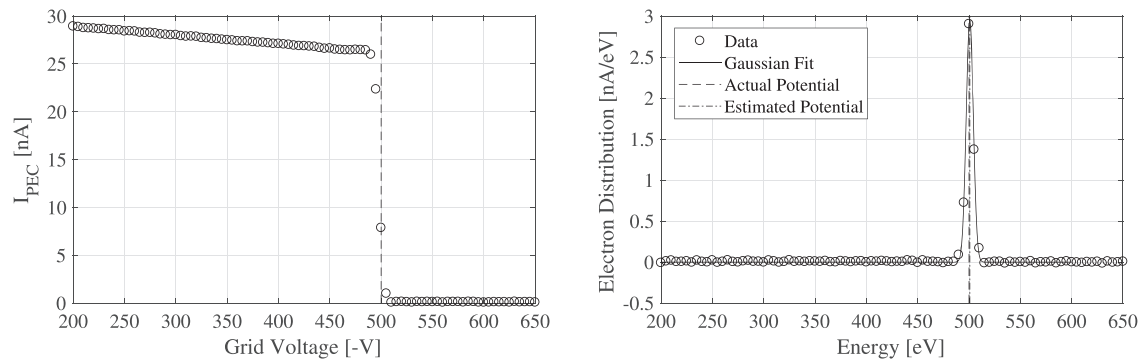 30
25
20
15
10
5
0
200 250 300 350 400 450 500 550 600 650
Grid Voltage [-V]
I_PEC [nA]
3
2.5
2
1.5
1
0.5
0
-0.5
200 250 300 350 400 450 500 550 600 650
Energy [eV]
Electron Distribution [nA/eV]
Data
Gaussian Fit
Actual Potential
Estimated Potential